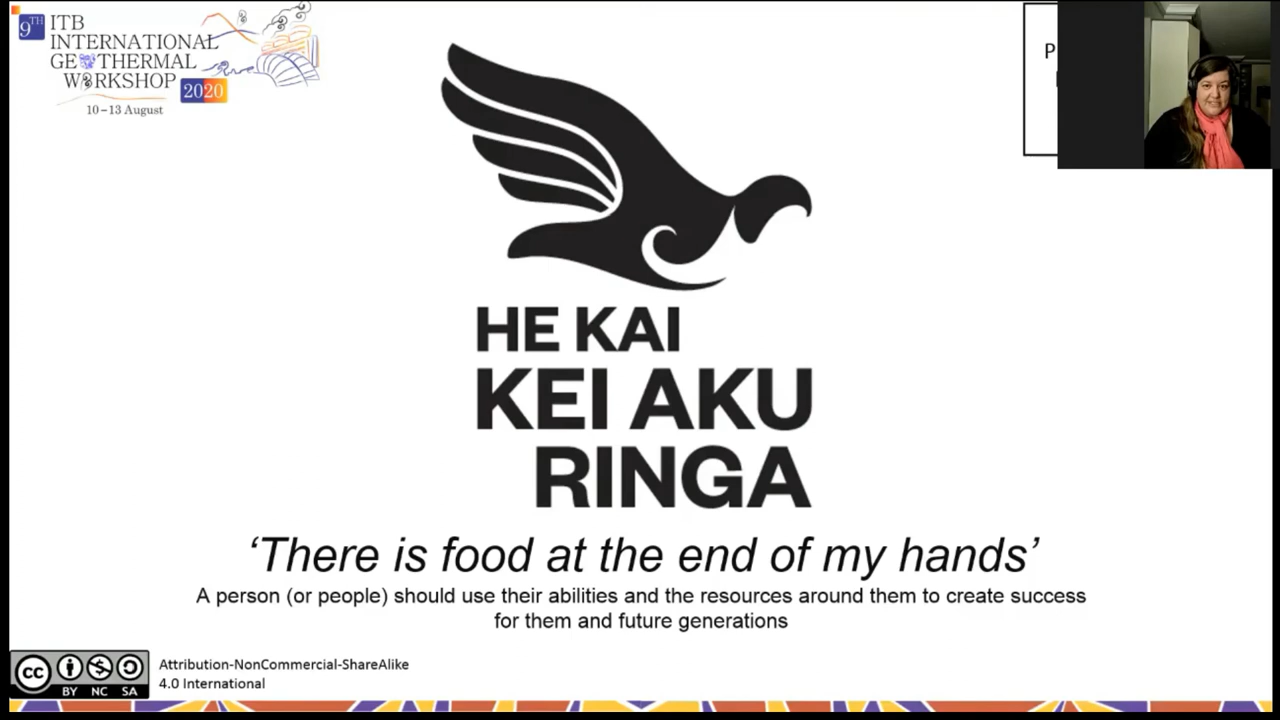 9TH ITB
INTERNATIONAL
GEOTHERMAL
WORKSHOP 2020
10–13 August
P
HE KAI
KEI AKU
RINGA
‘There is food at the end of my hands’
A person (or people) should use their abilities and the resources around them to create success
for them and future generations
cc BY NC SA
Attribution-NonCommercial-ShareAlike
4.0 International